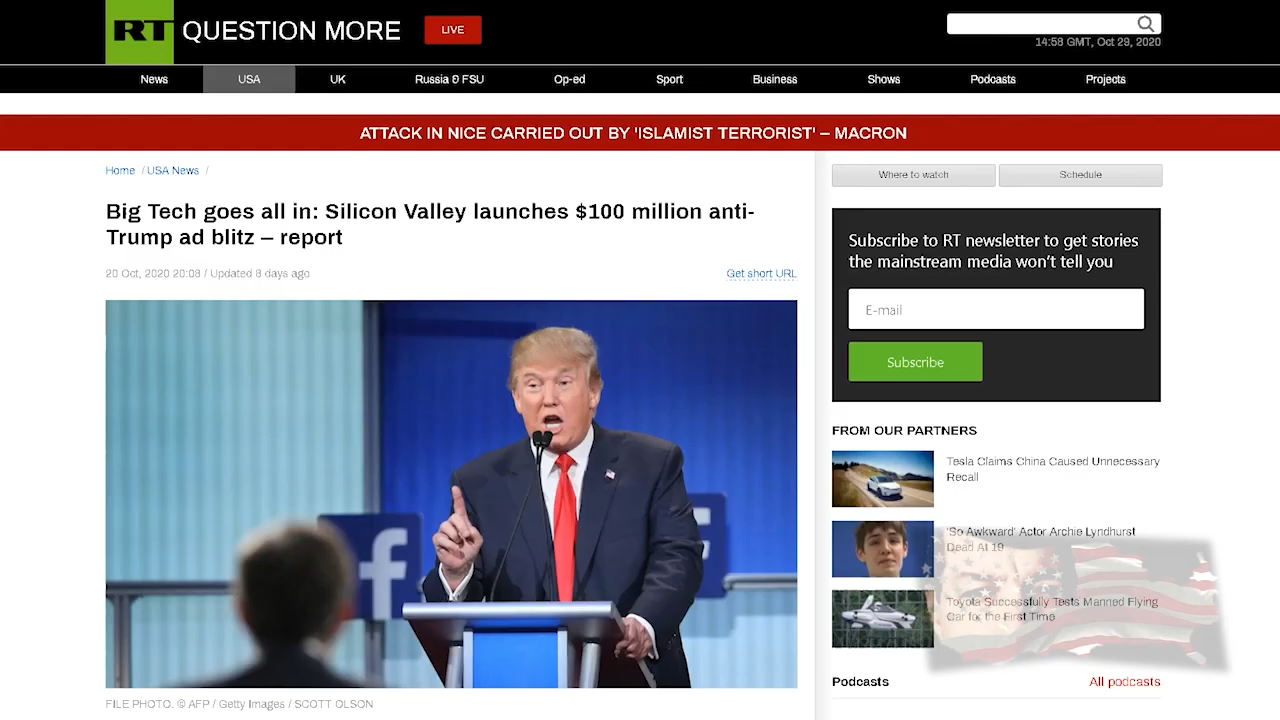 RT QUESTION MORE
LIVE
14:58 GMT, Oct 29, 2020
News USA UK Russia & FSU Op-ed Sport Business Shows Podcasts Projects
ATTACK IN NICE CARRIED OUT BY 'ISLAMIST TERRORIST' – MACRON
Home / USA News /
Big Tech goes all in: Silicon Valley launches $100 million anti-
Trump ad blitz – report
20 Oct, 2020 20:08 / Updated 8 days ago
Get short URL
FILE PHOTO. © AFP / Getty Images / SCOTT OLSON
Where to watch
Schedule
Subscribe to RT newsletter to get stories
the mainstream media won't tell you
E-mail
Subscribe
FROM OUR PARTNERS
Tesla Claims China Caused Unnecessary
Recall
'So Awkward' Actor Archie Lyndhurst
Dead At 19
Toyota Successfully Tests Manned Flying
Car for the First Time
Podcasts
All podcasts